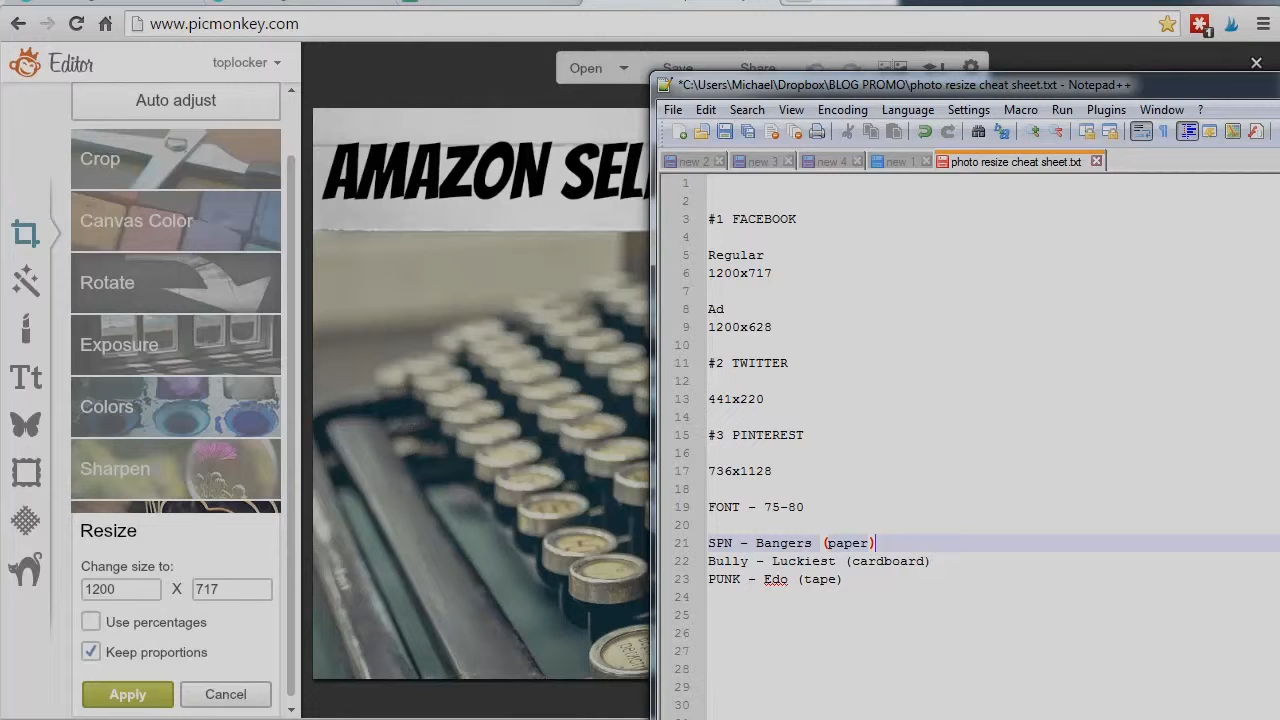 www.picmonkey.com
1
Editor
toplocker
Open
Save
Share
Auto adjust
Crop
Canvas Color
Rotate
Exposure
Colors
Sharpen
Resize
Change size to:
1200 X 717
Use percentages
Keep proportions
Apply Cancel
Tt
AMAZON SEL
*C:\Users\Michael\Dropbox\BLOG PROMO\photo resize cheat sheet.txt - Notepad++
File Edit Search View Encoding Language Settings Macro Run Plugins Window ?
new 2 new 3 new 4 new 1 photo resize cheat sheet.txt
1
2
3 #1 FACEBOOK
4
5 Regular
6 1200x717
7
8 Ad
9 1200x628
10
11 #2 TWITTER
12
13 441x220
14
15 #3 PINTEREST
16
17 736x1128
18
19 FONT - 75-80
20
21 SPN - Bangers (paper)
22 Bully - Luckiest (cardboard)
23 PUNK - Edo (tape)
24
25
26
27
28
29